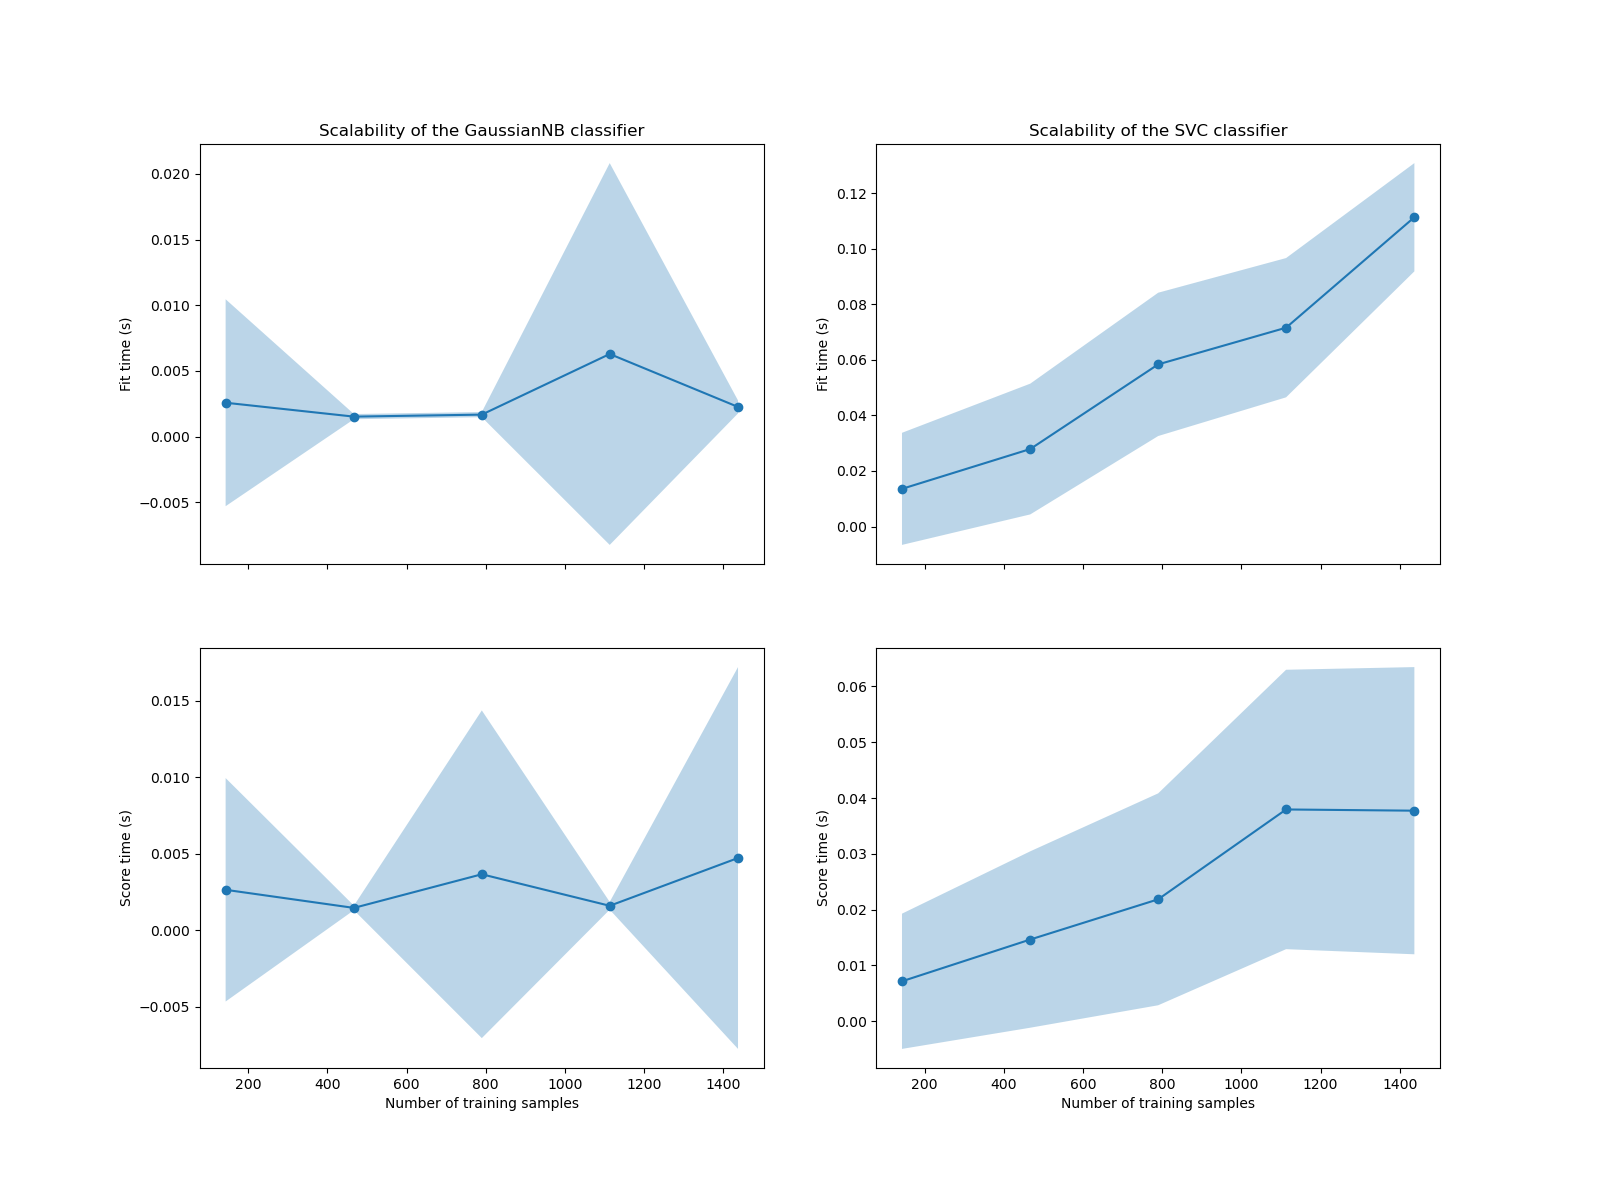 Scalability of the GaussianNB classifier
0.020
0.015
0.010
0.005
0.000
−0.005
Fit time (s)
Scalability of the SVC classifier
0.12
0.10
0.08
0.06
0.04
0.02
0.00
Fit time (s)
0.015
0.010
0.005
0.000
−0.005
Score time (s)
200 400 600 800 1000 1200 1400
Number of training samples
0.06
0.05
0.04
0.03
0.02
0.01
0.00
Score time (s)
200 400 600 800 1000 1200 1400
Number of training samples